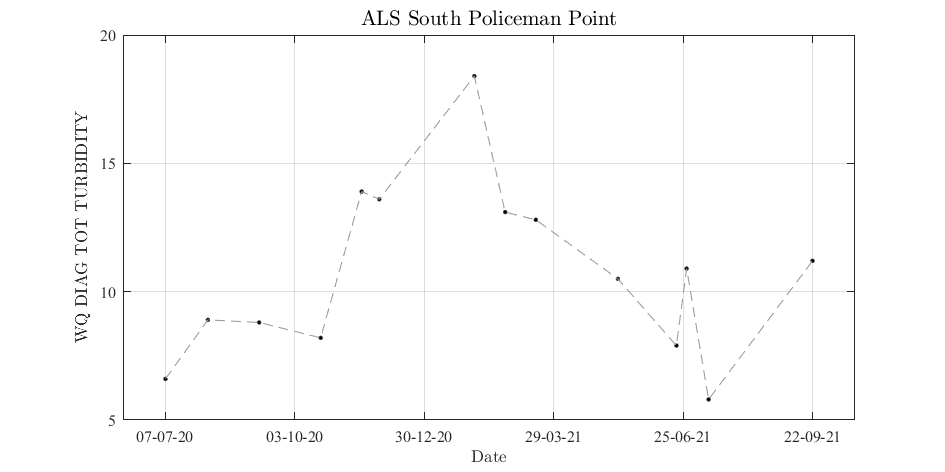 ALS South Policeman Point
WQ DIAG TOT TURBIDITY
20
15
10
5
07-07-20 03-10-20 30-12-20 29-03-21 25-06-21 22-09-21
Date